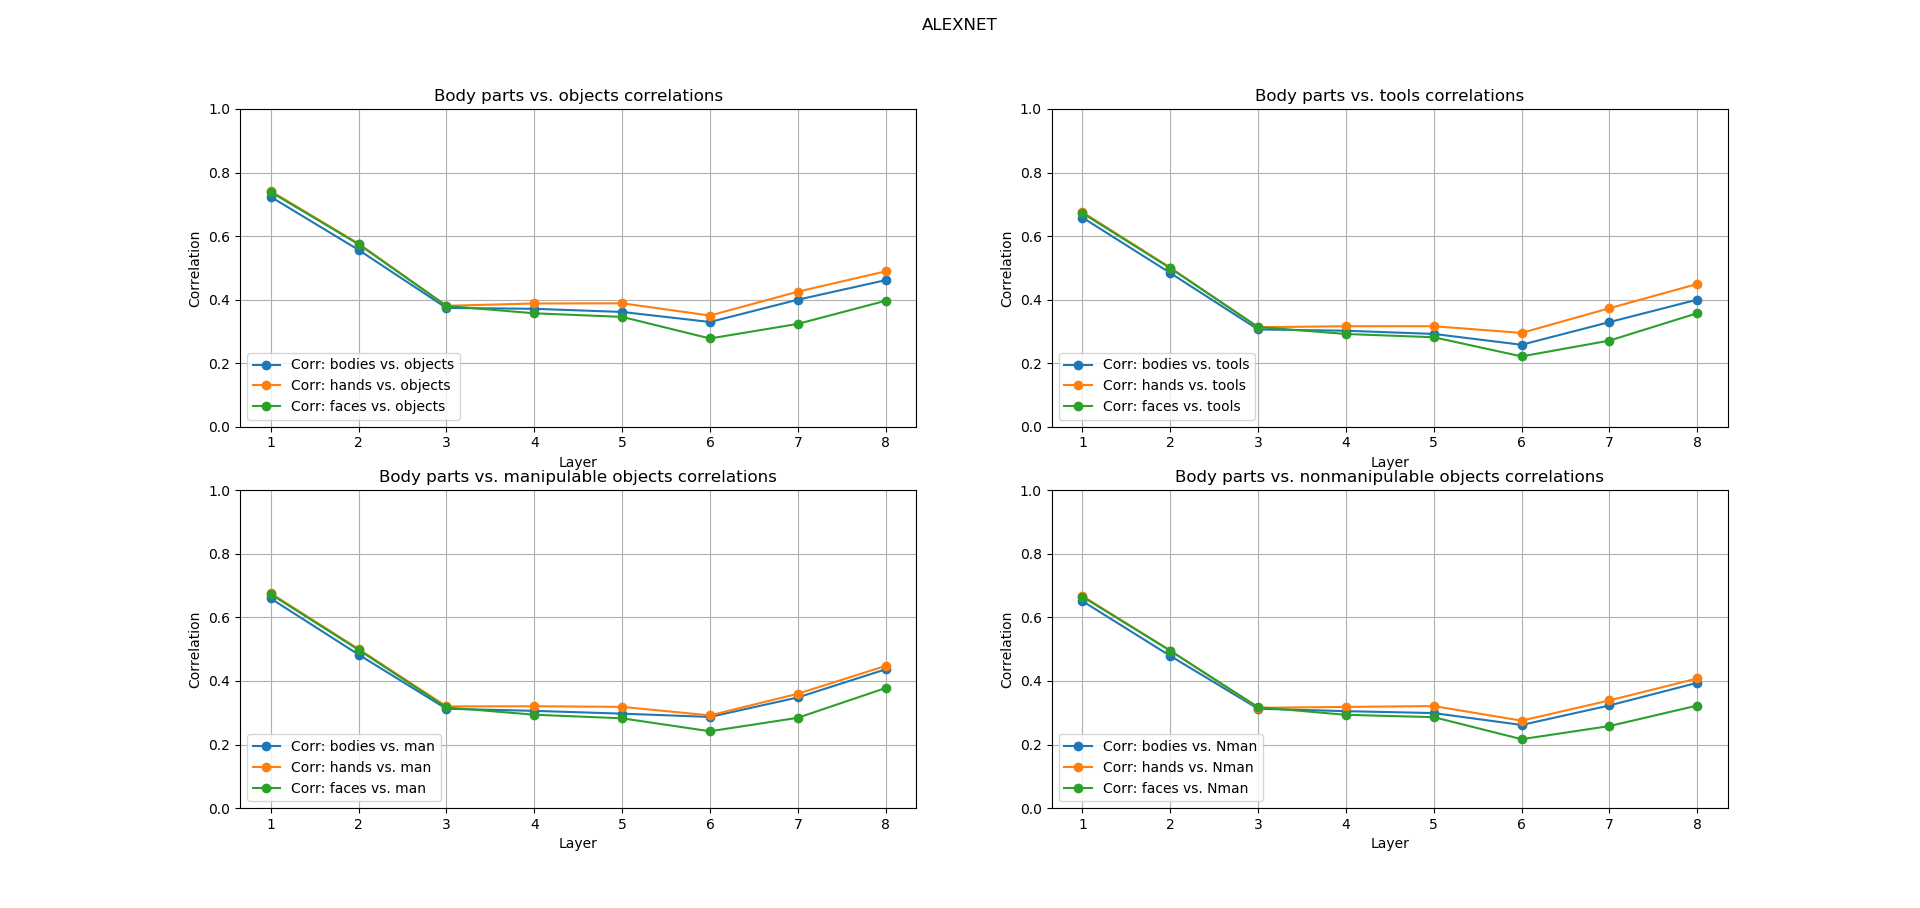 ALEXNET
Body parts vs. objects correlations
1.0
0.8
0.6
0.4
0.2
0.0
Correlation
Corr: bodies vs. objects
Corr: hands vs. objects
Corr: faces vs. objects
1 2 3 4 5 6 7 8
Layer
Body parts vs. tools correlations
1.0
0.8
0.6
0.4
0.2
0.0
Correlation
Corr: bodies vs. tools
Corr: hands vs. tools
Corr: faces vs. tools
1 2 3 4 5 6 7 8
Layer
Body parts vs. manipulable objects correlations
1.0
0.8
0.6
0.4
0.2
0.0
Correlation
Corr: bodies vs. man
Corr: hands vs. man
Corr: faces vs. man
1 2 3 4 5 6 7 8
Layer
Body parts vs. nonmanipulable objects correlations
1.0
0.8
0.6
0.4
0.2
0.0
Correlation
Corr: bodies vs. Nman
Corr: hands vs. Nman
Corr: faces vs. Nman
1 2 3 4 5 6 7 8
Layer